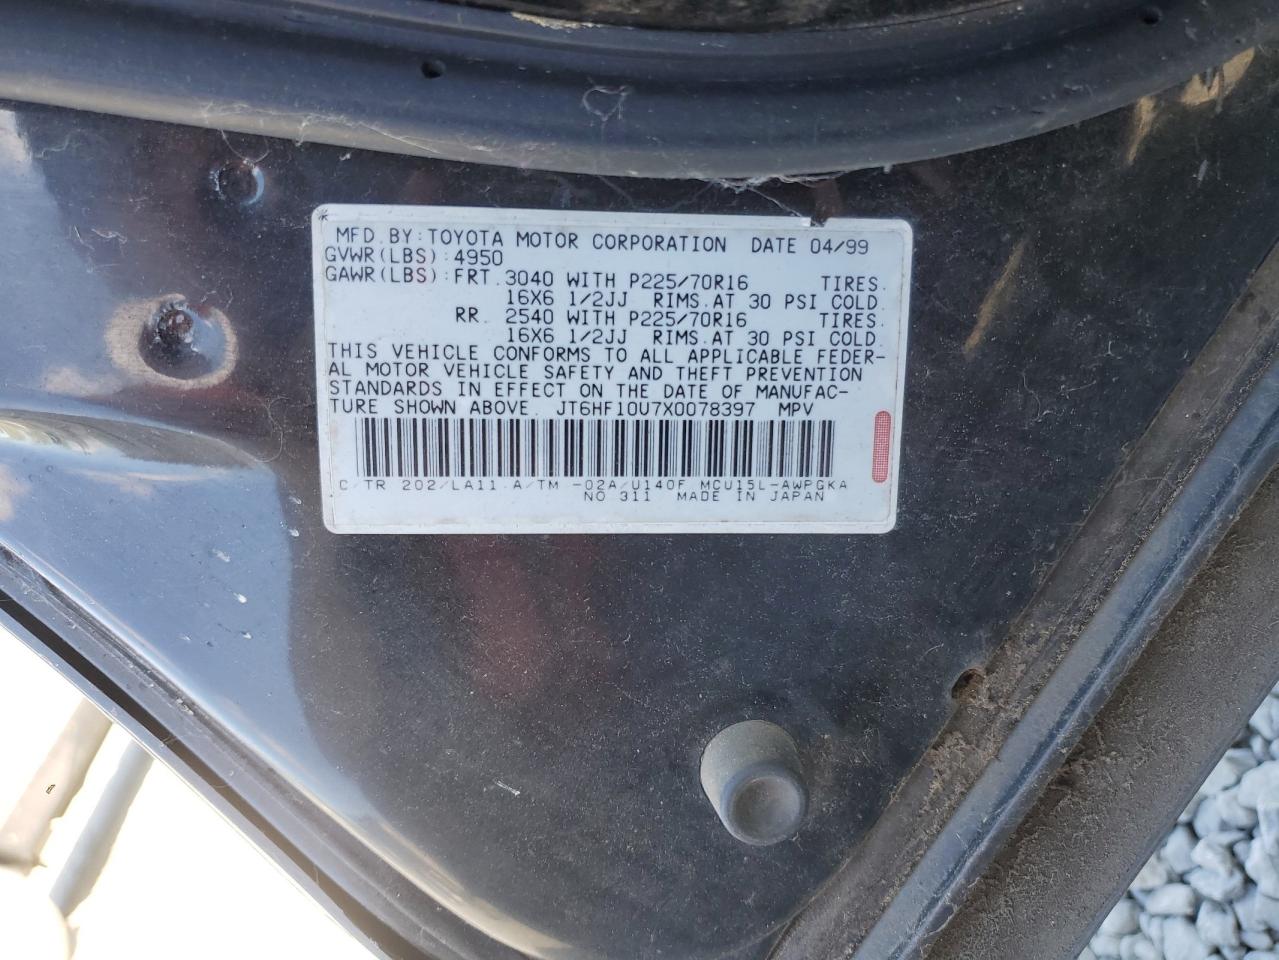 MFD. BY: TOYOTA MOTOR CORPORATION DATE 04/99
GVWR(LBS): 4950
GAWR(LBS): FRT. 3040 WITH P225/70R16 TIRES.
16X6 1/2JJ RIMS. AT 30 PSI COLD.
RR. 2540 WITH P225/70R16 TIRES.
16X6 1/2JJ RIMS. AT 30 PSI COLD.
THIS VEHICLE CONFORMS TO ALL APPLICABLE FEDER-
AL MOTOR VEHICLE SAFETY AND THEFT PREVENTION
STANDARDS IN EFFECT ON THE DATE OF MANUFAC-
TURE SHOWN ABOVE. JT6HF10U7X0078397 MPV
C/TR 202/LA11 A/TM -02A/U140F MCU15L-AWPGKA
NO 311 MADE IN JAPAN